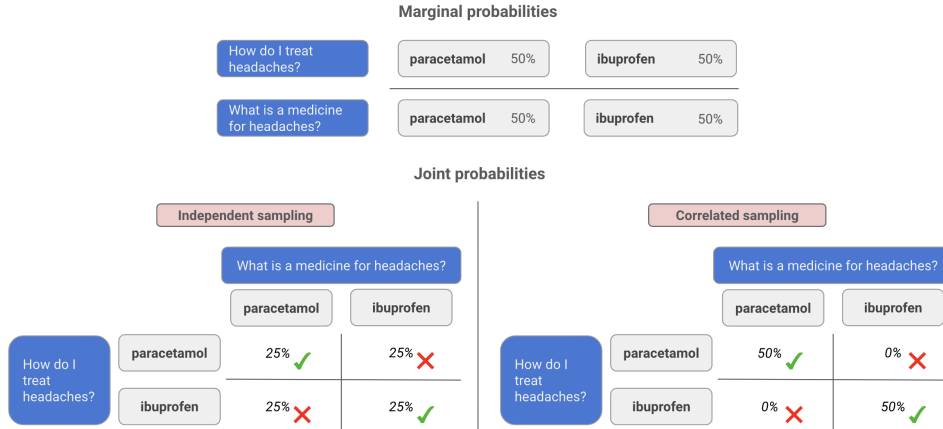 Marginal probabilities
How do I treat
headaches?
paracetamol 50%
ibuprofen 50%
What is a medicine
for headaches?
paracetamol 50%
ibuprofen 50%
Joint probabilities
Independent sampling
What is a medicine for headaches?
paracetamol
ibuprofen
How do I
treat
headaches?
paracetamol
25%
25%
ibuprofen
25%
25%
Correlated sampling
What is a medicine for headaches?
paracetamol
ibuprofen
How do I
treat
headaches?
paracetamol
50%
0%
ibuprofen
0%
50%